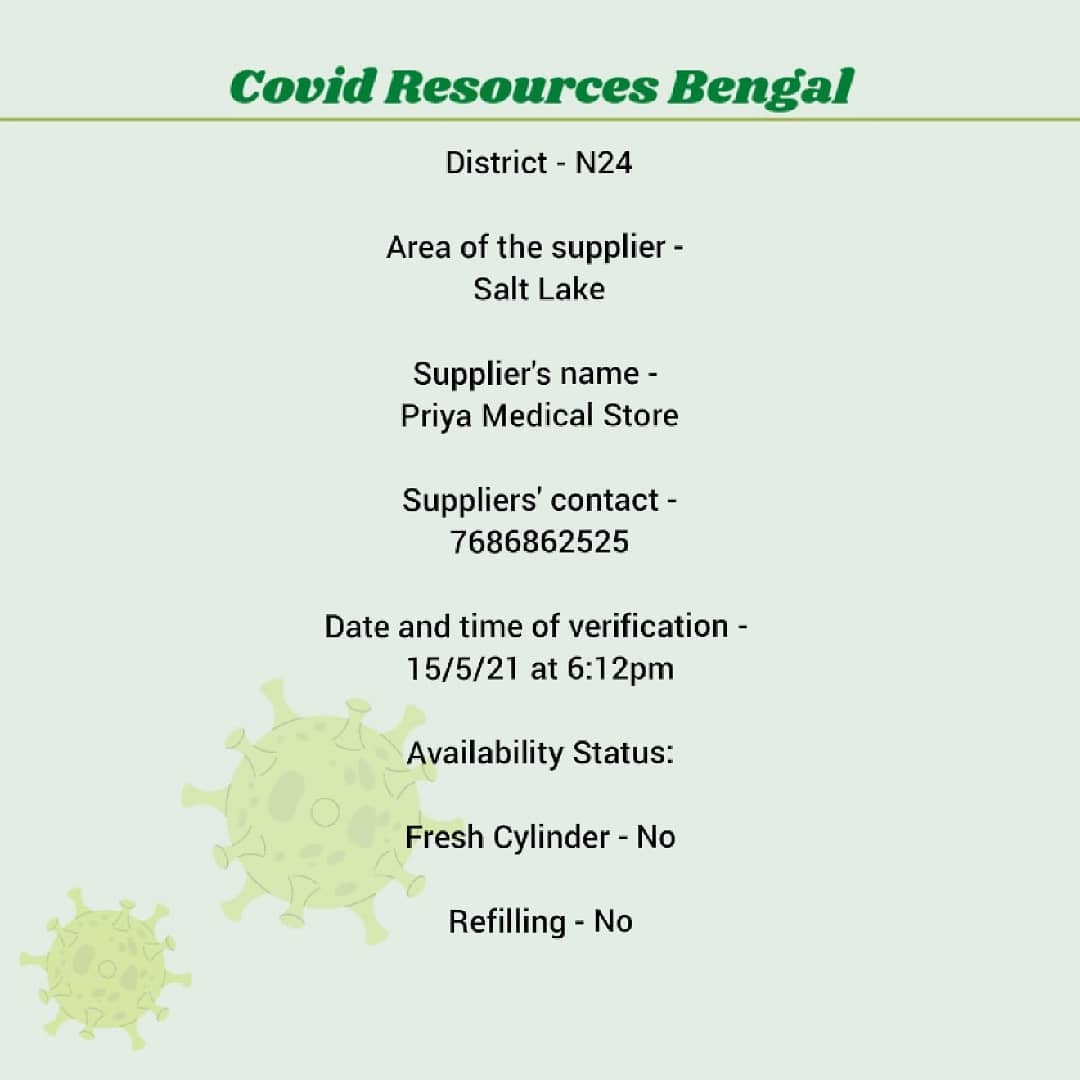 Covid Resources Bengal
District - N24
Area of the supplier -
Salt Lake
Supplier's name -
Priya Medical Store
Suppliers' contact -
7686862525
Date and time of verification -
15/5/21 at 6:12pm
Availability Status:
Fresh Cylinder - No
Refilling - No